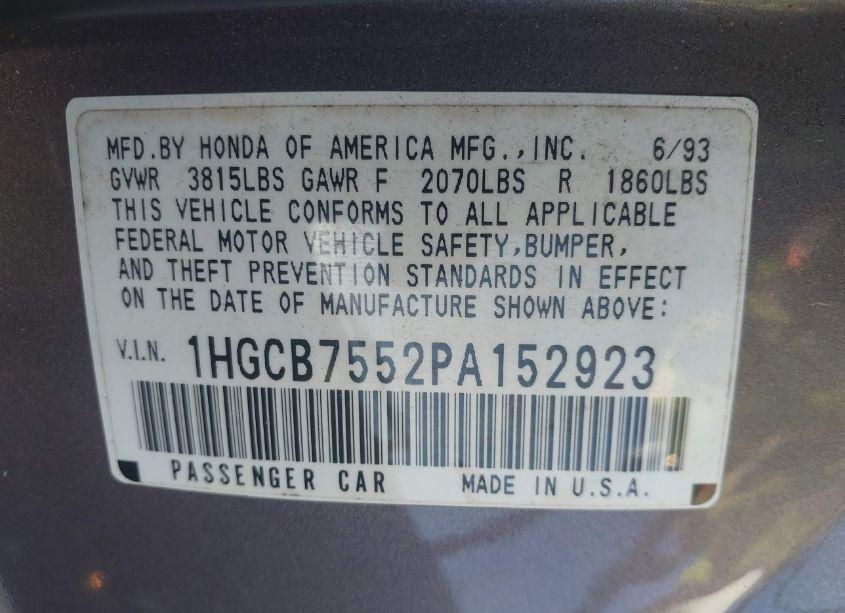 MFD.BY HONDA OF AMERICA MFG.,INC. 6/93
GVWR 3815LBS GAWR F 2070LBS R 1860LBS
THIS VEHICLE CONFORMS TO ALL APPLICABLE
FEDERAL MOTOR VEHICLE SAFETY,BUMPER,
AND THEFT PREVENTION STANDARDS IN EFFECT
ON THE DATE OF MANUFACTURE SHOWN ABOVE:
V.I.N. 1HGCB7552PA152923
PASSENGER CAR MADE IN U.S.A.